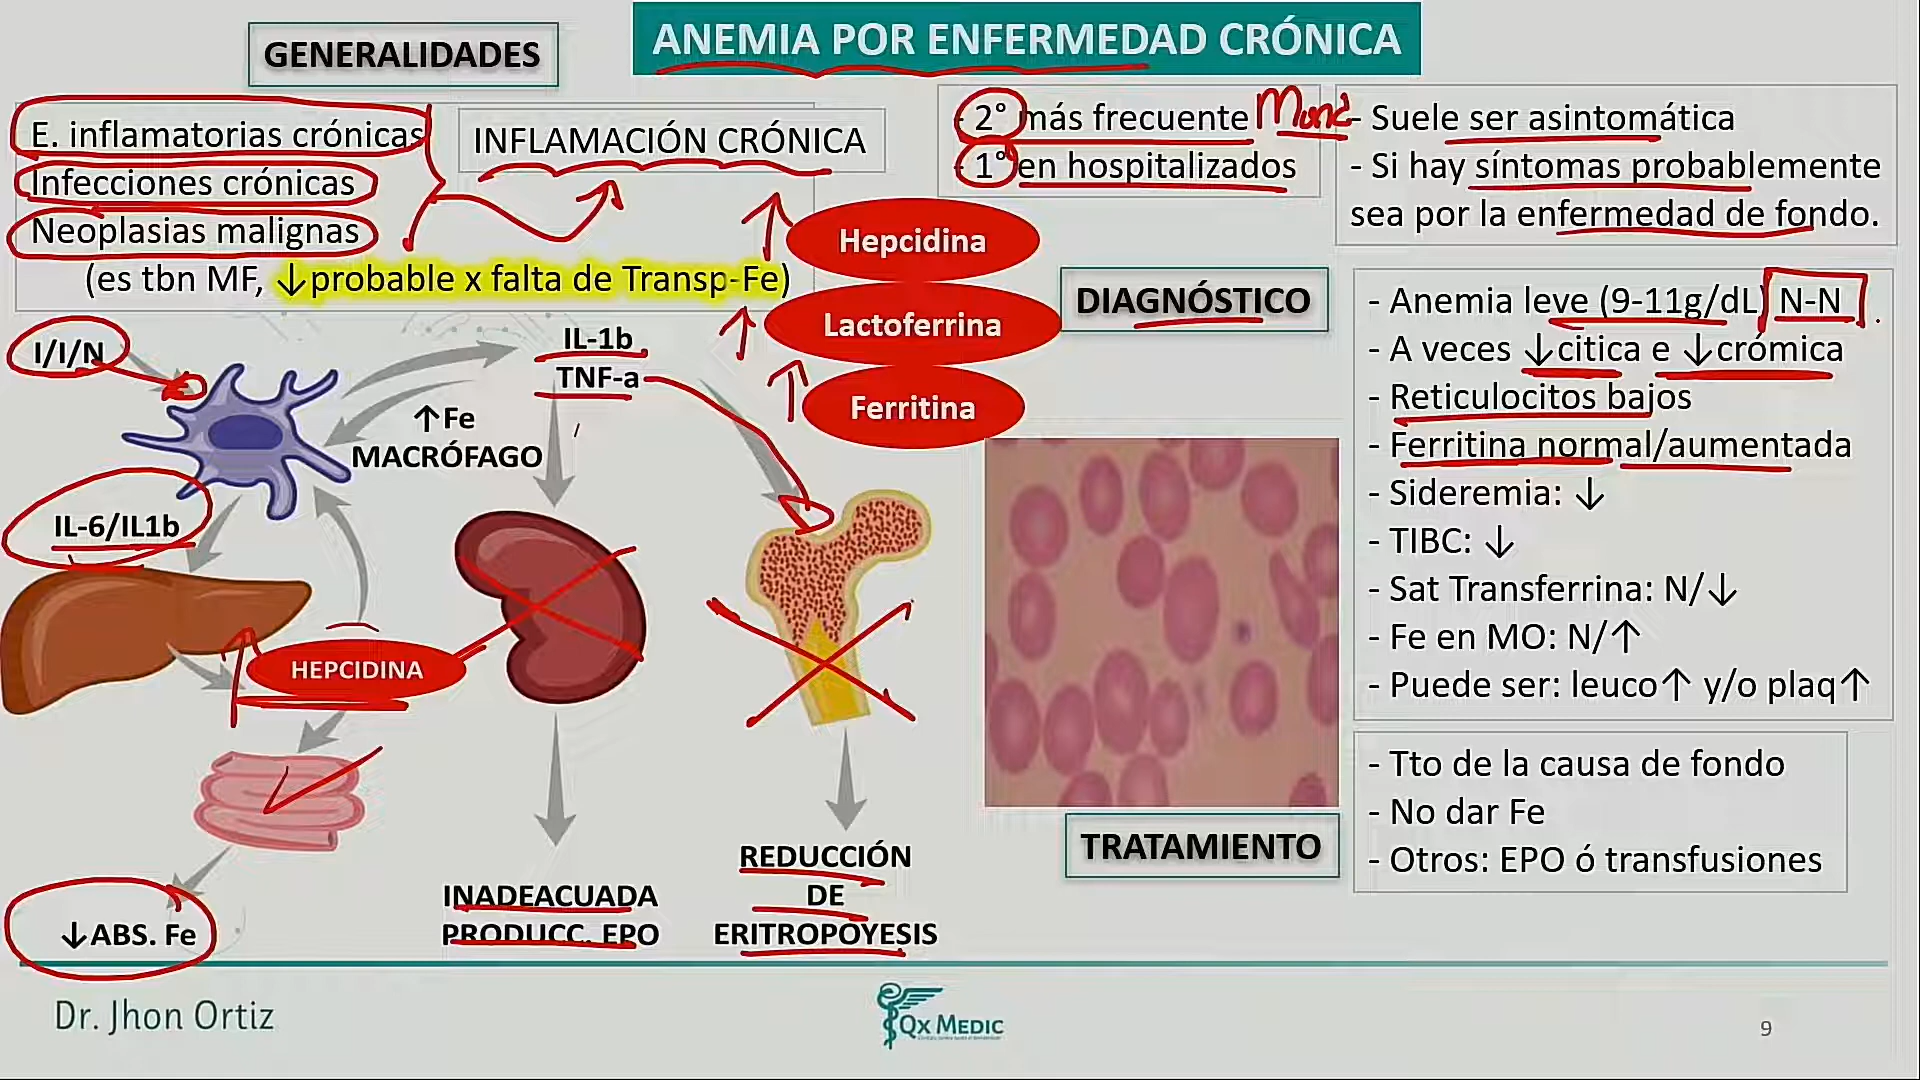 GENERALIDADES
ANEMIA POR ENFERMEDAD CRÓNICA
E. inflamatorias crónicas
Infecciones crónicas
Neoplasias malignas
(es tbn MF, ↓probable x falta de Transp-Fe)
INFLAMACIÓN CRÓNICA
- 2° más frecuente
- 1° en hospitalizados
- Suele ser asintomática
- Si hay síntomas probablemente
sea por la enfermedad de fondo.
Hepcidina
Lactoferrina
Ferritina
I/I/N
IL-1b
TNF-a
↑Fe
MACRÓFAGO
IL-6/IL1b
HEPCIDINA
↓ABS. Fe
INADEACUADA
PRODUCC. EPO
REDUCCIÓN
DE
ERITROPOYESIS
DIAGNÓSTICO
- Anemia leve (9-11g/dL) N-N
- A veces ↓citica e ↓crómica
- Reticulocitos bajos
- Ferritina normal/aumentada
- Sideremia: ↓
- TIBC: ↓
- Sat Transferrina: N/↓
- Fe en MO: N/↑
- Puede ser: leuco↑ y/o plaq↑
TRATAMIENTO
- Tto de la causa de fondo
- No dar Fe
- Otros: EPO ó transfusiones
Dr. Jhon Ortiz
QX MEDIC
9